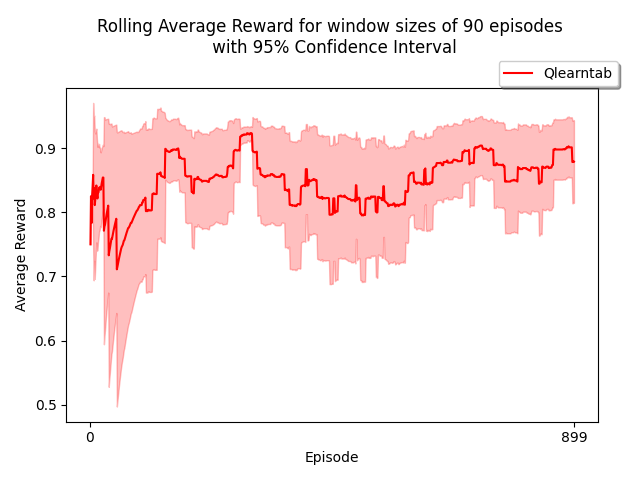 Rolling Average Reward for window sizes of 90 episodes
with 95% Confidence Interval
Qlearntab
Average Reward
0.9
0.8
0.7
0.6
0.5
0
899
Episode